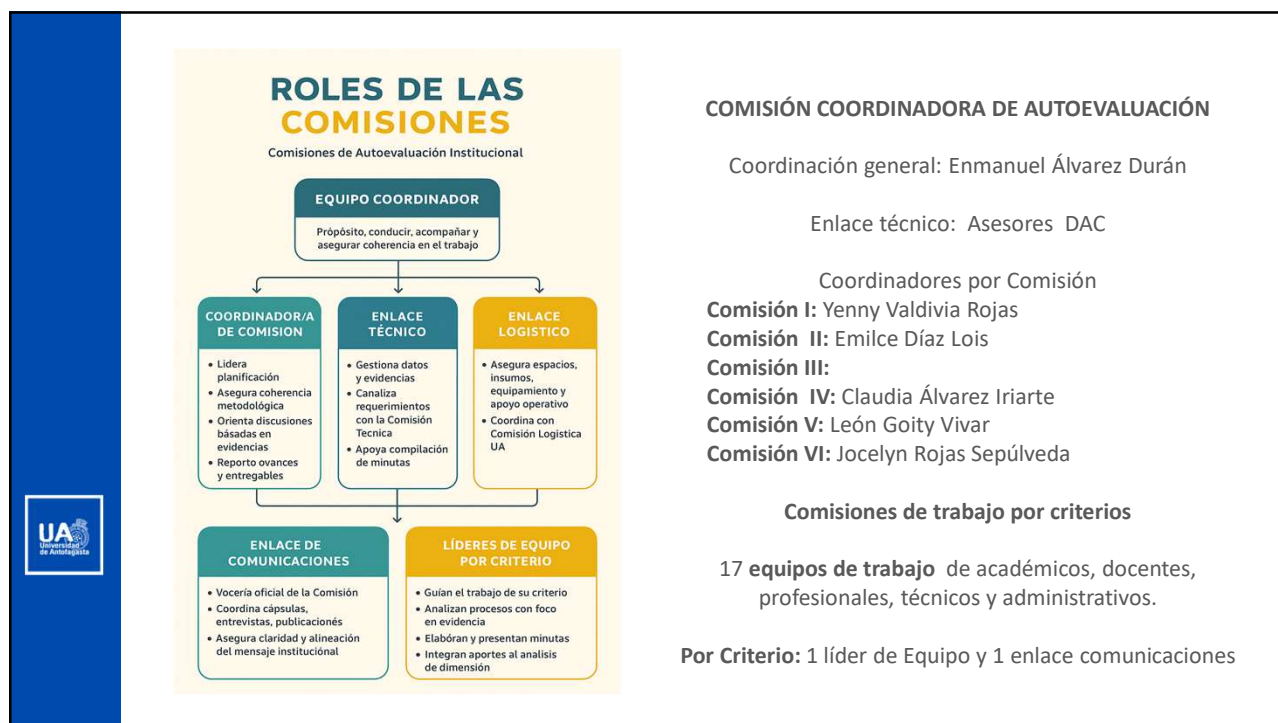 ROLES DE LAS
COMISIONES
Comisiones de Autoevaluación Institucional
EQUIPO COORDINADOR
Própósito, conducir, acompañar y
asegurar coherencia en el trabajo
COORDINADOR/A
DE COMISION
• Lidera
planificación
• Asegura coherencia
metodológica
• Orienta discusiones
básadas en
evidencias
• Reporto ovances
y entregables
ENLACE
TÉCNICO
• Gestiona datos
y evidencias
• Canaliza
requerimientos
con la Comisión
Tecnica
• Apoya compilación
de minutas
ENLACE
LOGISTICO
• Asegura espacios,
insumos,
equipamiento y
apoyo operativo
• Coordina con
Comisión Logistica
UA
ENLACE DE
COMUNICACIONES
• Vocería oficial de la Comisión
• Coordina cápsulas,
entrevistas, publicacionés
• Asegura claridad y alineación
del mensaje instituciónal
LÍDERES DE EQUIPO
POR CRITERIO
• Guían el trabajo de su criterio
• Analizan procesos con foco
en evidencia
• Elabóran y presentan minutas
• Integran aportes al analisis
de dimensión
COMISIÓN COORDINADORA DE AUTOEVALUACIÓN
Coordinación general: Enmanuel Álvarez Durán
Enlace técnico: Asesores DAC
Coordinadores por Comisión
Comisión I: Yenny Valdivia Rojas
Comisión II: Emilce Díaz Lois
Comisión III:
Comisión IV: Claudia Álvarez Iriarte
Comisión V: León Goity Vivar
Comisión VI: Jocelyn Rojas Sepúlveda
Comisiones de trabajo por criterios
17 equipos de trabajo de académicos, docentes,
profesionales, técnicos y administrativos.
Por Criterio: 1 líder de Equipo y 1 enlace comunicaciones
UA
Universidad
de Antofagasta